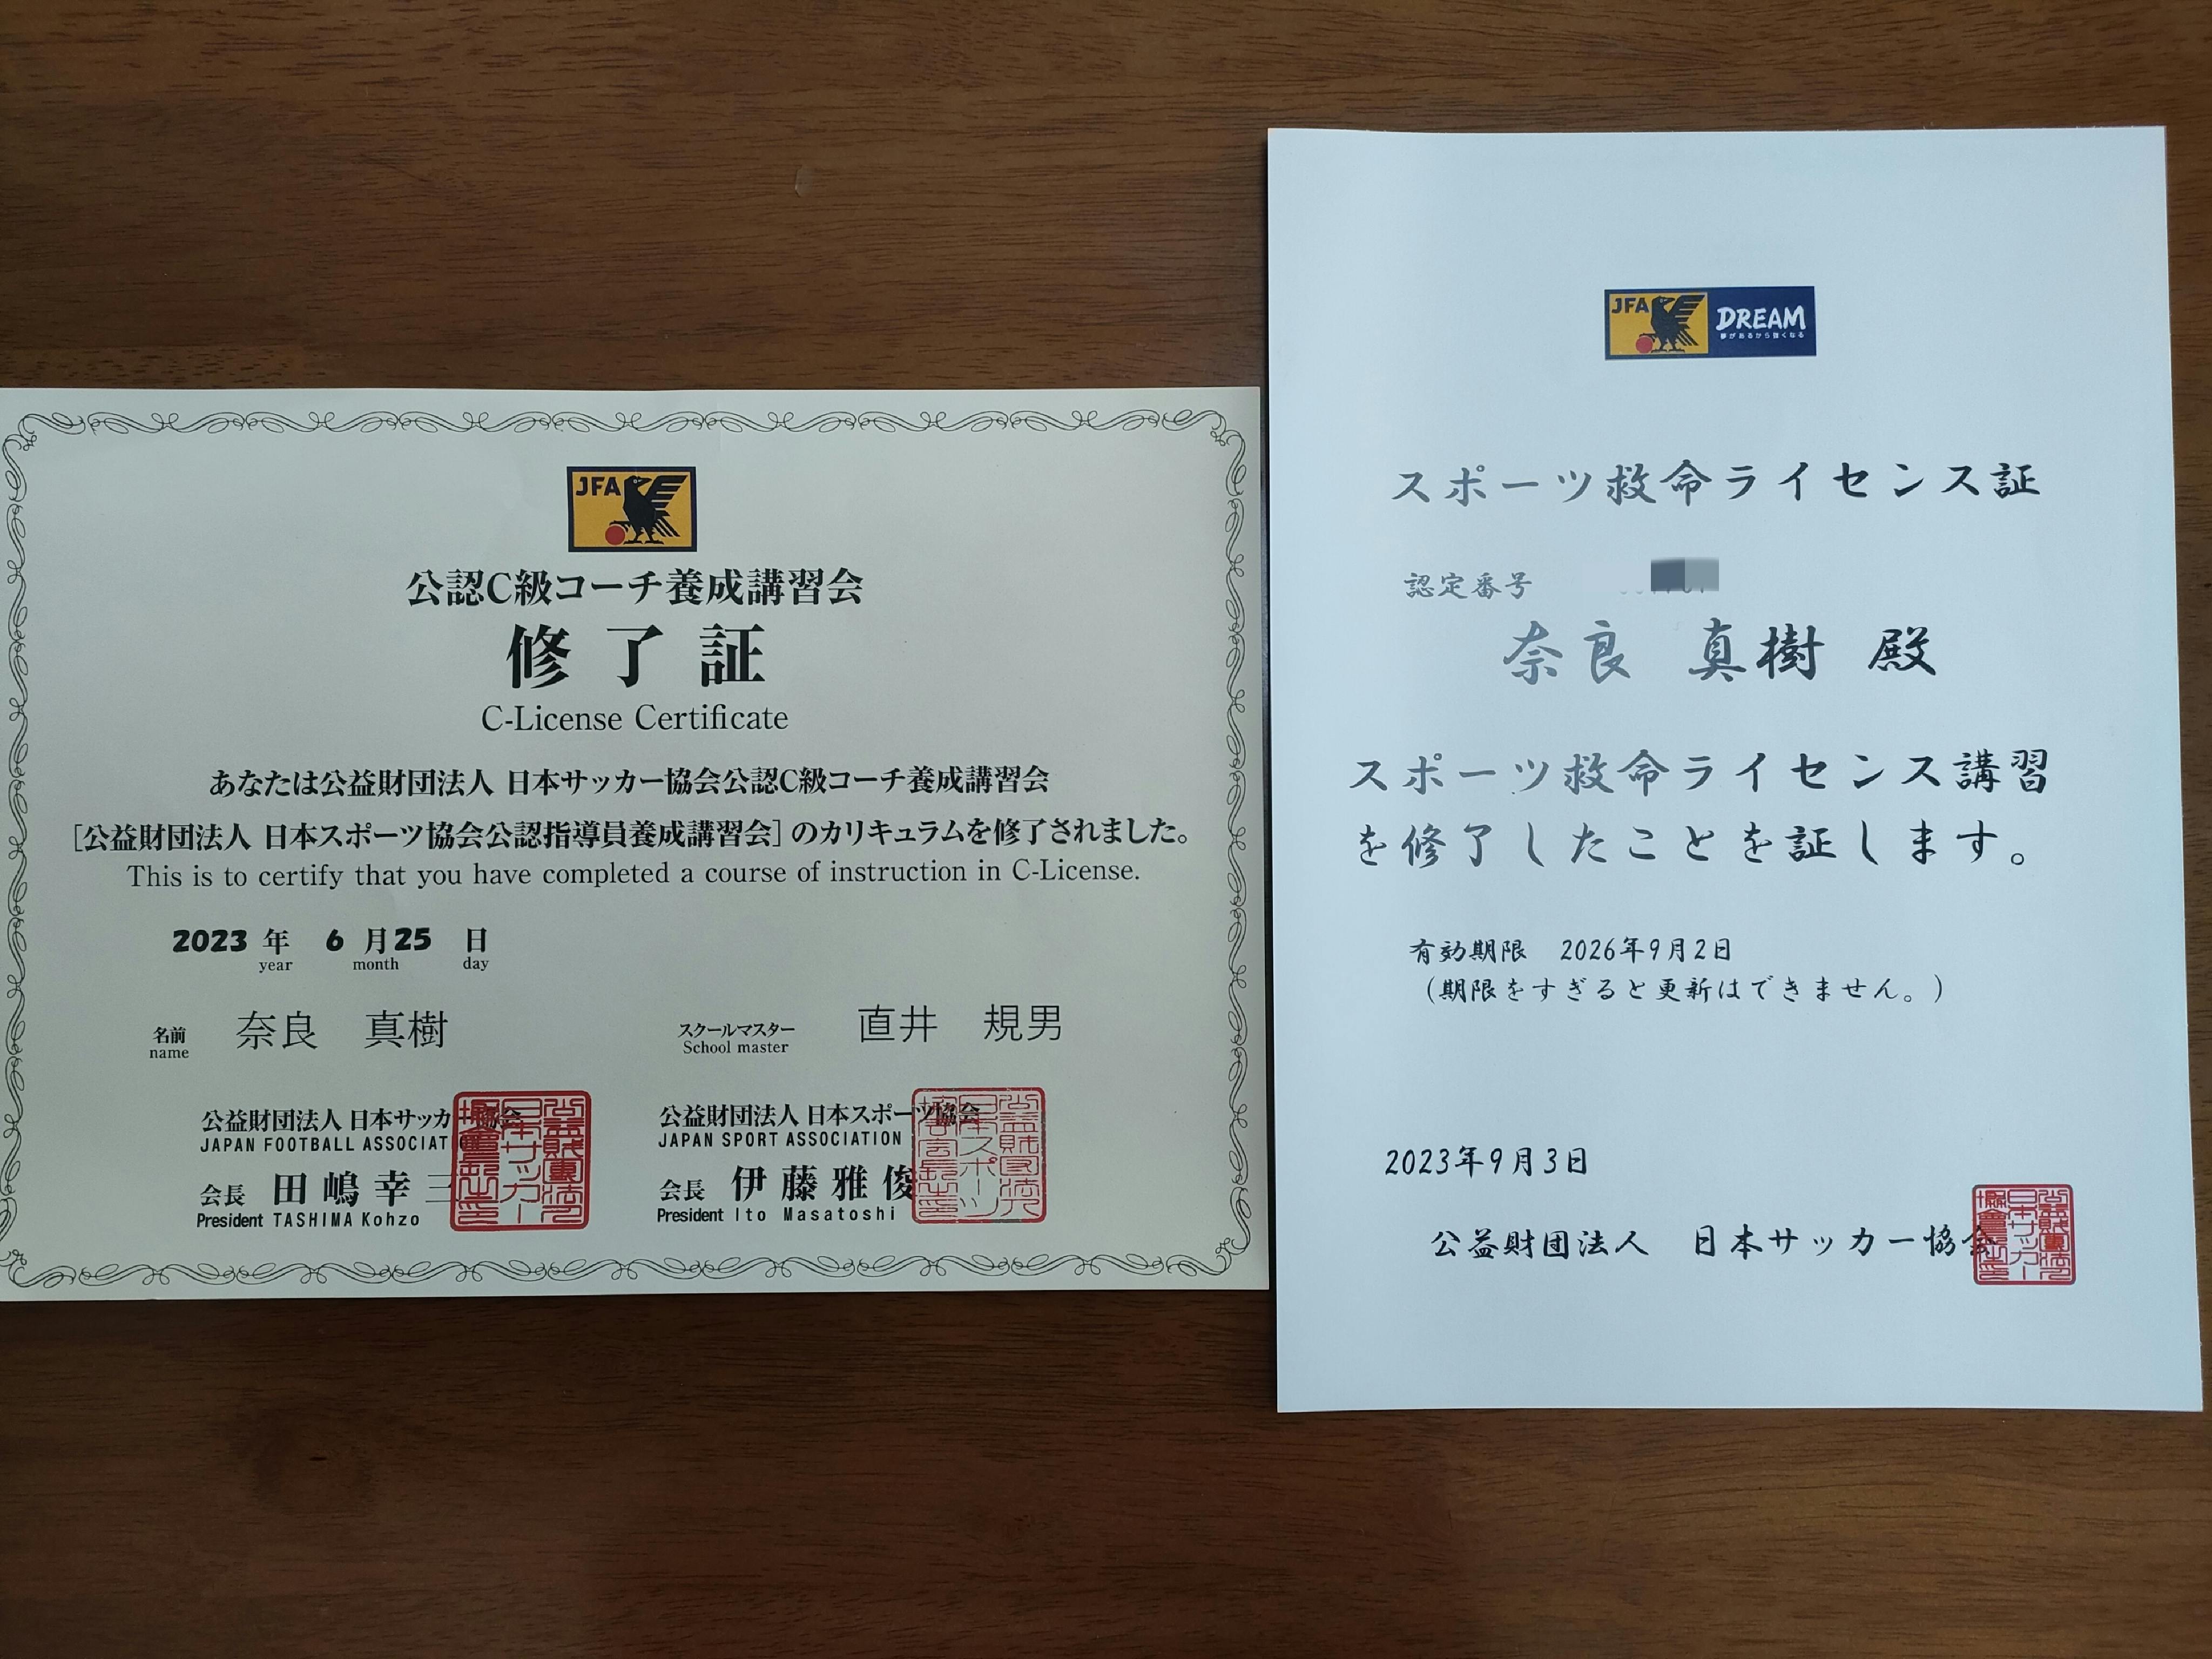 JFA
公認C級コーチ養成講習会
修了証
C-License Certificate
あなたは公益財団法人 日本サッカー協会公認C級コーチ養成講習会
[公益財団法人 日本スポーツ協会公認指導員養成講習会]のカリキュラムを修了されました。
This is to certify that you have completed a course of instruction in C-License.
2023 年 6 月 25 日
year month day
名前 奈良 真樹
name
スクールマスター 直井 規男
School master
公益財団法人 日本サッカー協会
JAPAN FOOTBALL ASSOCIAT
会長 田嶋幸三
President TASHIMA Kohzo
公益財団法人 日本スポーツ協会
JAPAN SPORT ASSOCIATION
会長 伊藤雅俊
President Ito Masatoshi
JFA DREAM
夢があるから強くなる
スポーツ救命ライセンス証
認定番号
奈良 真樹 殿
スポーツ救命ライセンス講習
を修了したことを証します。
有効期限 2026年9月2日
(期限をすぎると更新はできません。)
2023年9月3日
公益財団法人 日本サッカー協会